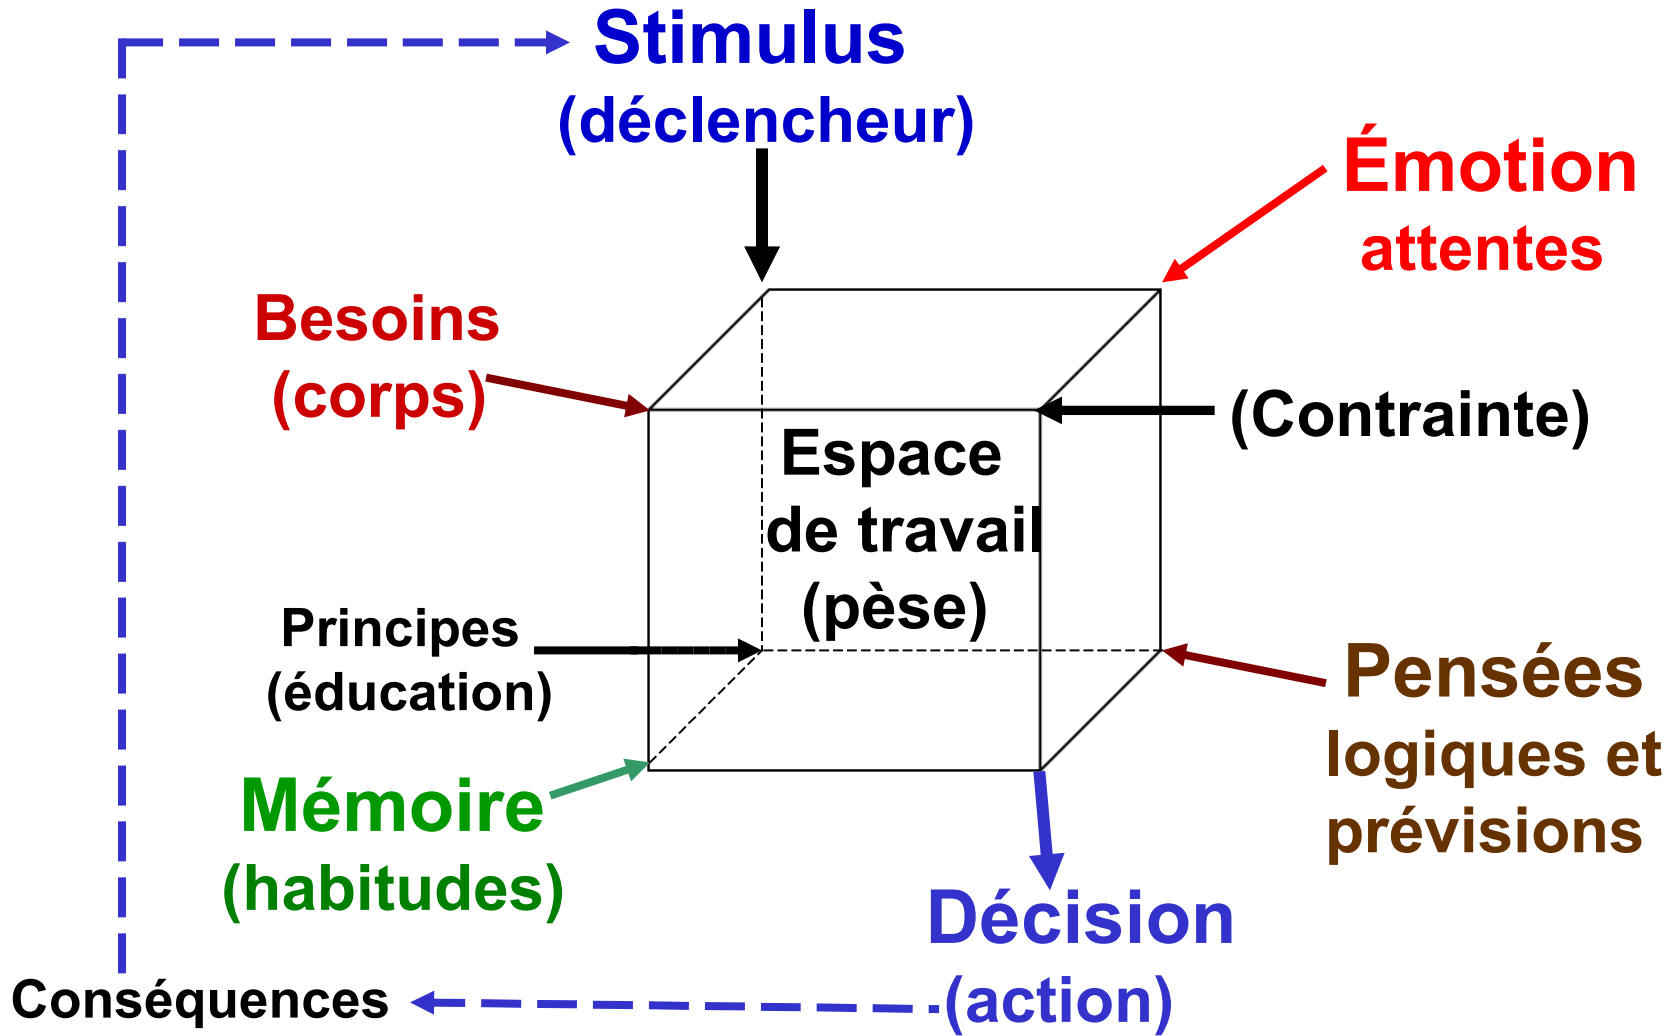 Stimulus
(déclencheur)
Émotion
attentes
Besoins
(corps)
(Contrainte)
Espace
de travail
(pèse)
Principes
(éducation)
Pensées
logiques et
prévisions
Mémoire
(habitudes)
Décision
(action)
Conséquences